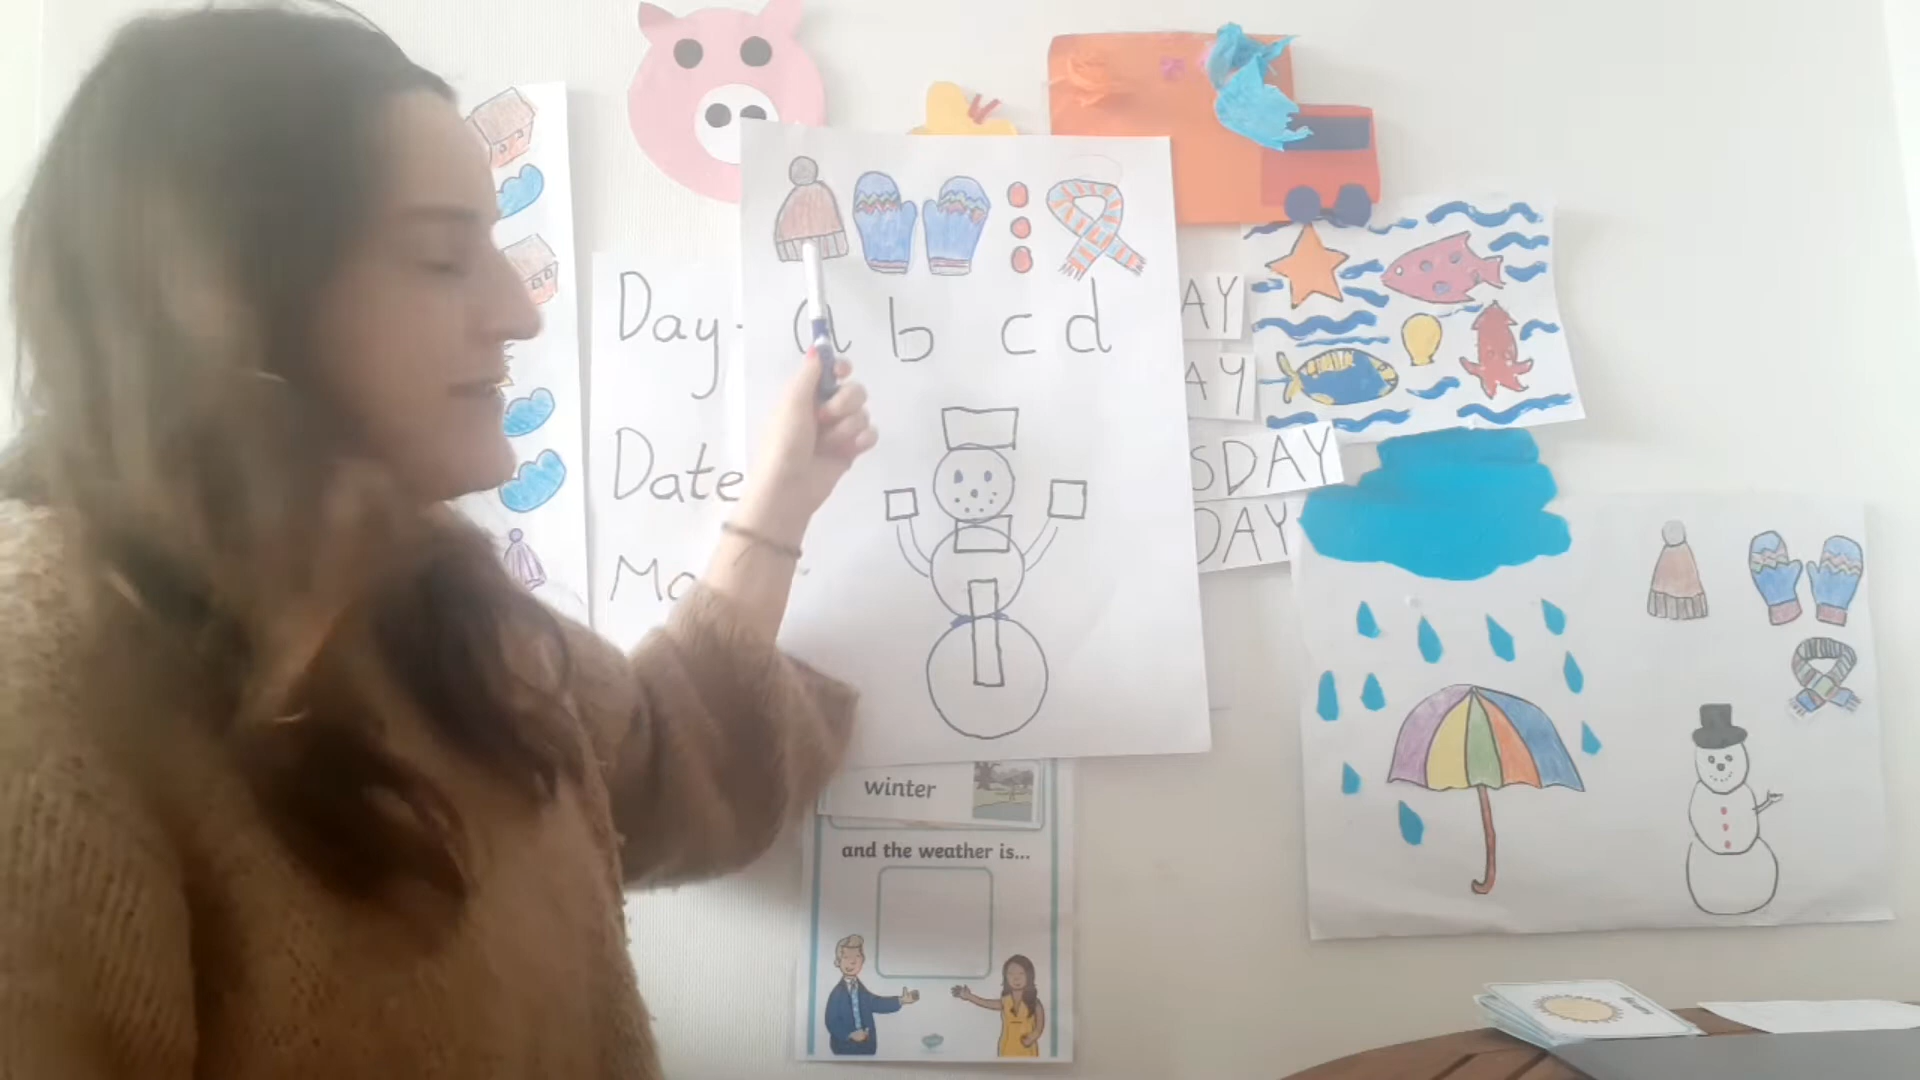 Day.
a b c d
AY
AY
Date
SDAY
DAY
winter
and the weather is...